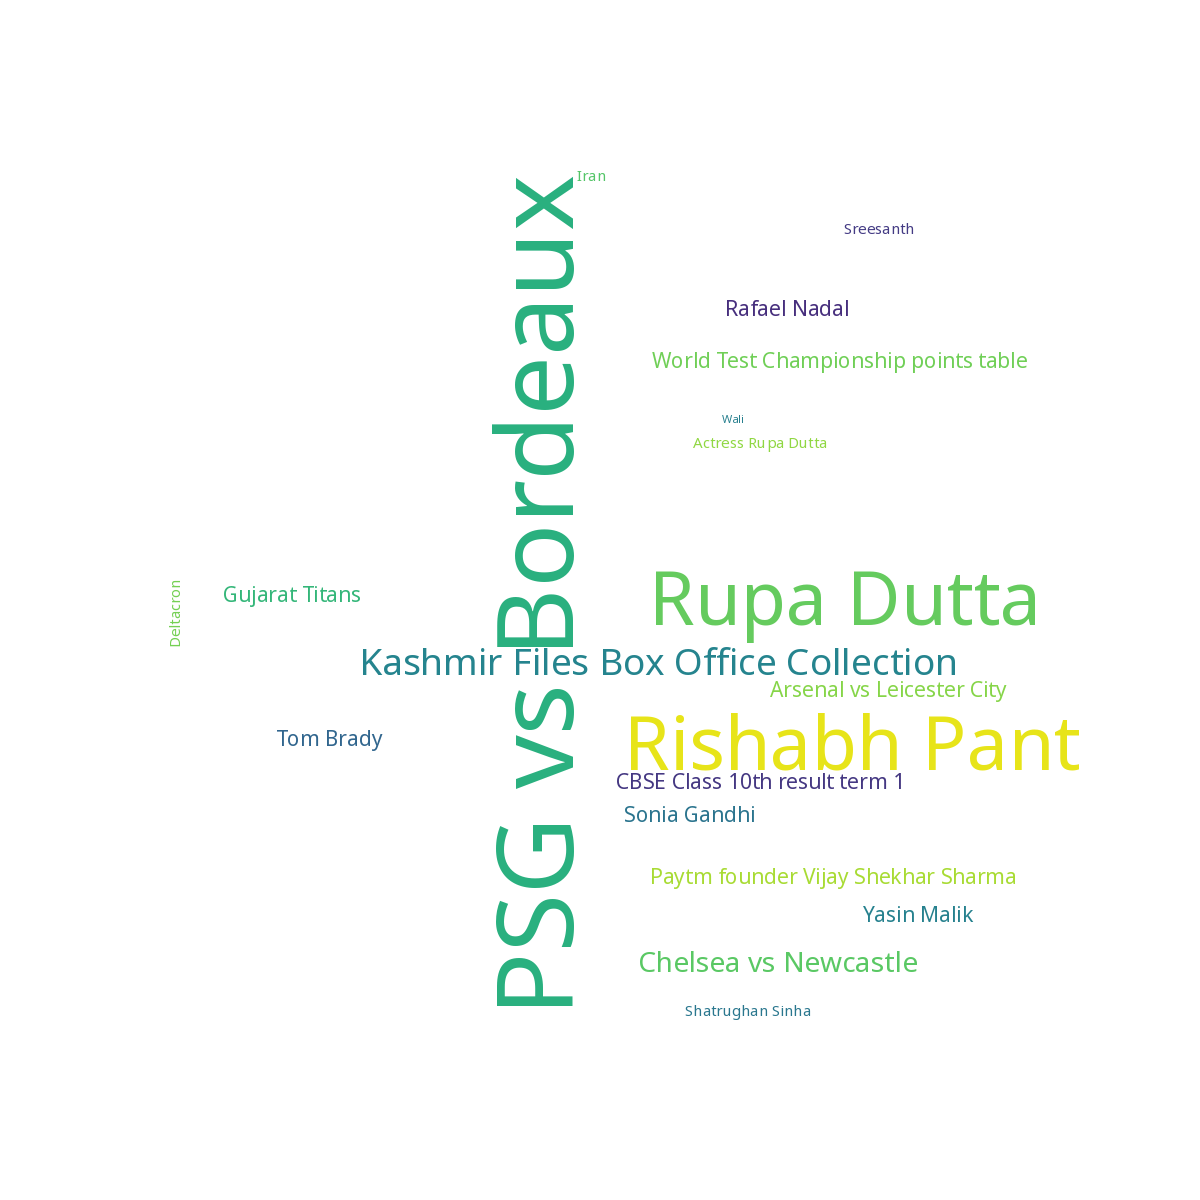 Iran
Sreesanth
Rafael Nadal
World Test Championship points table
Wali
Actress Rupa Dutta
PSG vs Bordeaux
Deltacron
Gujarat Titans
Rupa Dutta
Kashmir Files Box Office Collection
Arsenal vs Leicester City
Tom Brady
Rishabh Pant
CBSE Class 10th result term 1
Sonia Gandhi
Paytm founder Vijay Shekhar Sharma
Yasin Malik
Chelsea vs Newcastle
Shatrughan Sinha